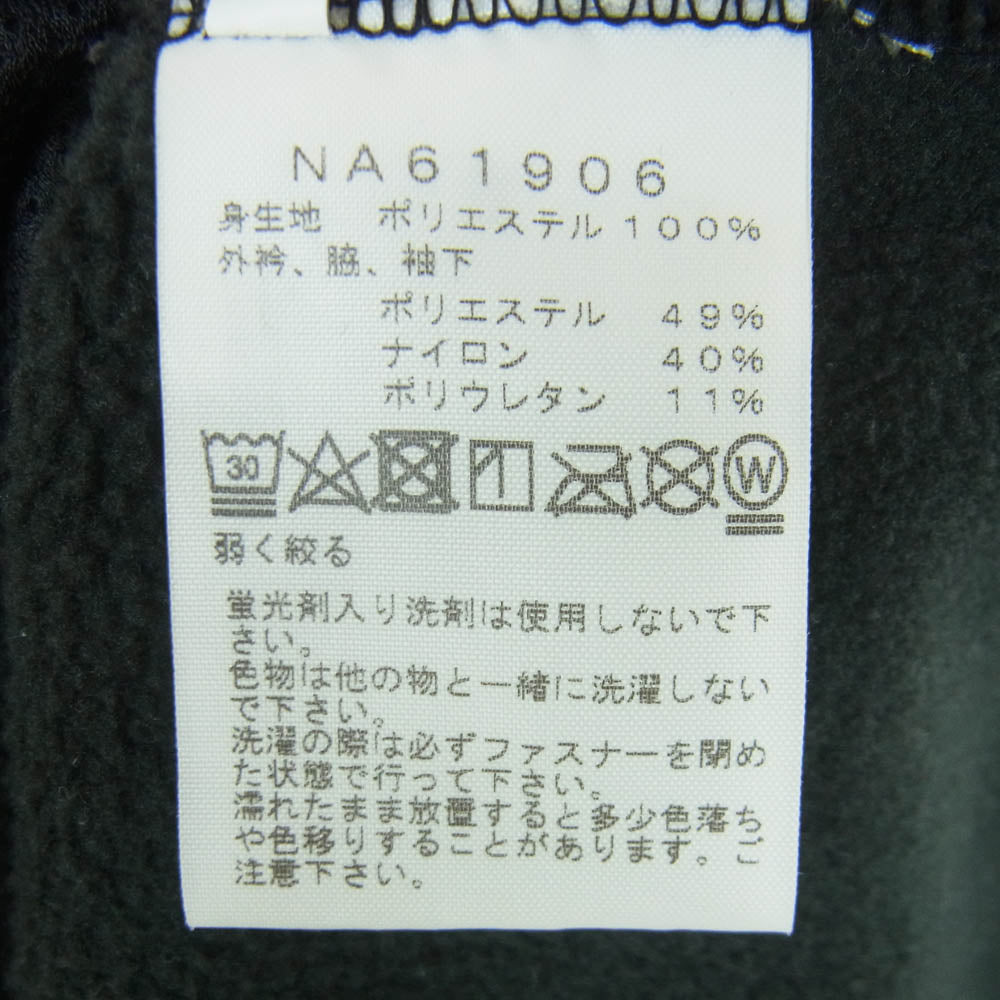 NA61906
身生地 ポリエステル100%
外衿、脇、袖下
ポリエステル 49%
ナイロン 40%
ポリウレタン 11%
30 W
弱く絞る
蛍光剤入り洗剤は使用しないで下
さい。
色物は他の物と一緒に洗濯しない
で下さい。
洗濯の際は必ずファスナーを閉め
た状態で行って下さい。
濡れたまま放置すると多少色落ち
や色移りすることがあります。ご
注意下さい。